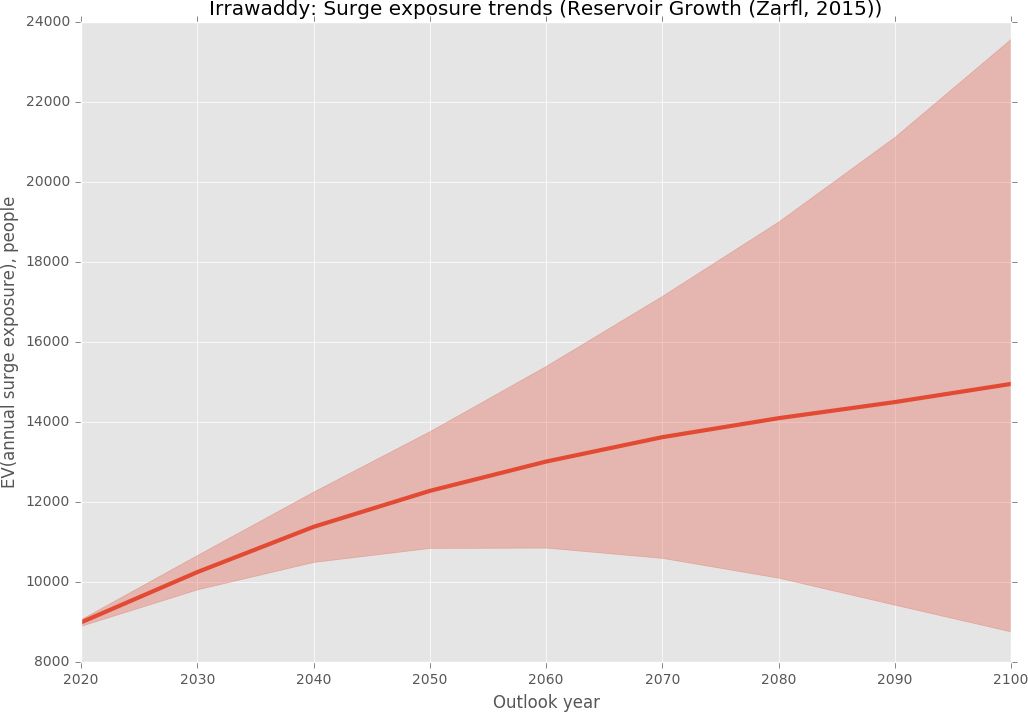 Irrawaddy: Surge exposure trends (Reservoir Growth (Zarfl, 2015))
EV(annual surge exposure), people
24000
22000
20000
18000
16000
14000
12000
10000
8000
2020 2030 2040 2050 2060 2070 2080 2090 2100
Outlook year